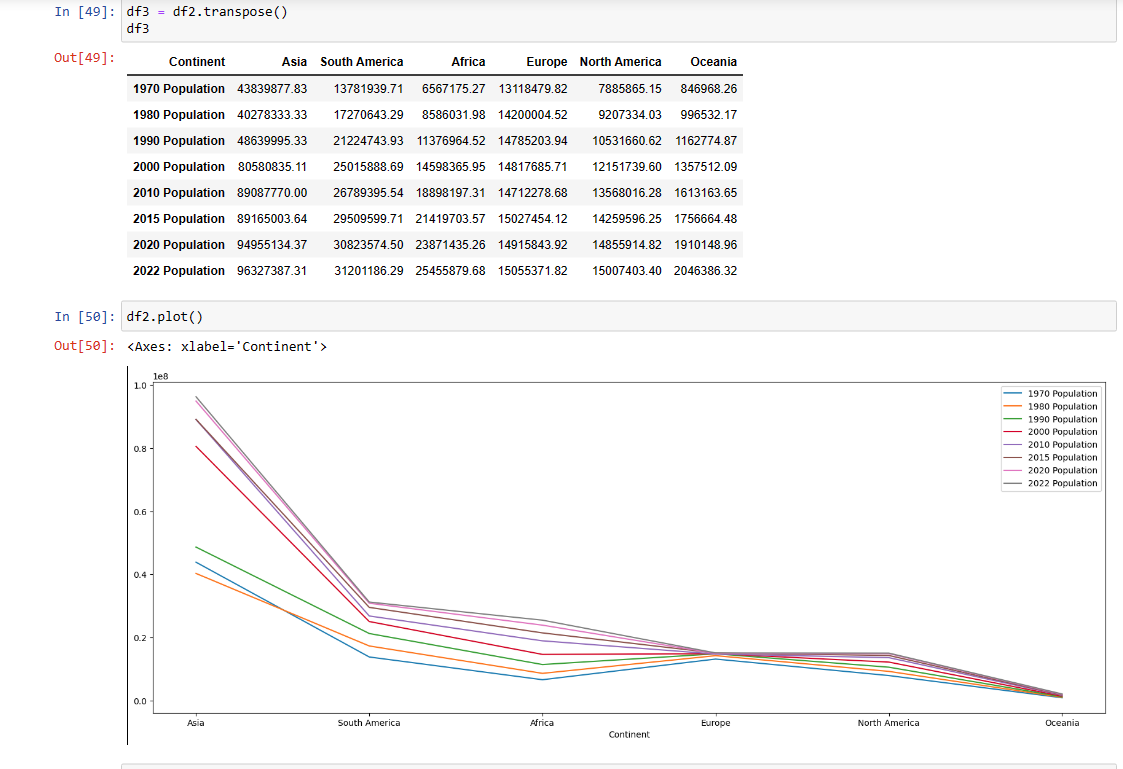 In [49]: df3 = df2.transpose()
df3
Out[49]:
Continent Asia South America Africa Europe North America Oceania
1970 Population 43839877.83 13781939.71 6567175.27 13118479.82 7885865.15 846968.26
1980 Population 40278333.33 17270643.29 8586031.98 14200004.52 9207334.03 996532.17
1990 Population 48639995.33 21224743.93 11376964.52 14785203.94 10531660.62 1162774.87
2000 Population 80580835.11 25015888.69 14598365.95 14817685.71 12151739.60 1357512.09
2010 Population 89087770.00 26789395.54 18898197.31 14712278.68 13568016.28 1613163.65
2015 Population 89165003.64 29509599.71 21419703.57 15027454.12 14259596.25 1756664.48
2020 Population 94955134.37 30823574.50 23871435.26 14915843.92 14855914.82 1910148.96
2022 Population 96327387.31 31201186.29 25455879.68 15055371.82 15007403.40 2046386.32
In [50]: df2.plot()
Out[50]: <Axes: xlabel='Continent'>
1e8
1.0
0.8
0.6
0.4
0.2
0.0
1970 Population
1980 Population
1990 Population
2000 Population
2010 Population
2015 Population
2020 Population
2022 Population
Asia South America Africa Europe North America Oceania
Continent